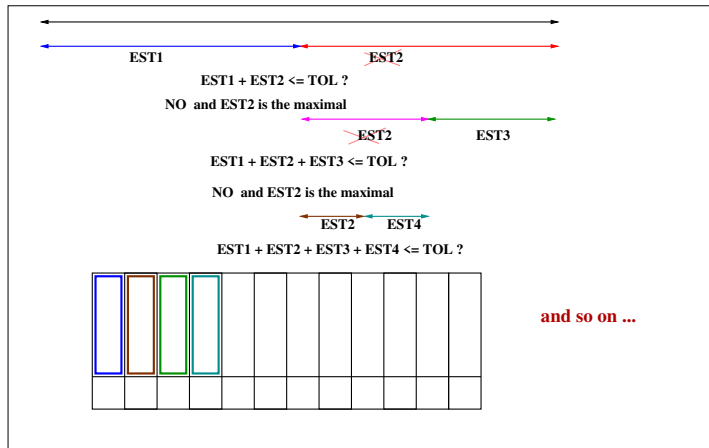 EST1 EST2
EST1 + EST2 <= TOL ?
NO and EST2 is the maximal
EST2 EST3
EST1 + EST2 + EST3 <= TOL ?
NO and EST2 is the maximal
EST2 EST4
EST1 + EST2 + EST3 + EST4 <= TOL ?
and so on ...